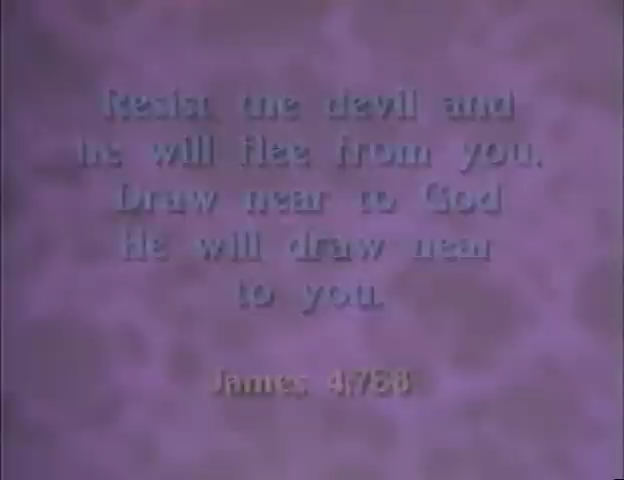 Resist the devil and
he will flee from you.
Draw near to God
He will draw near
to you.
James 4:7&8